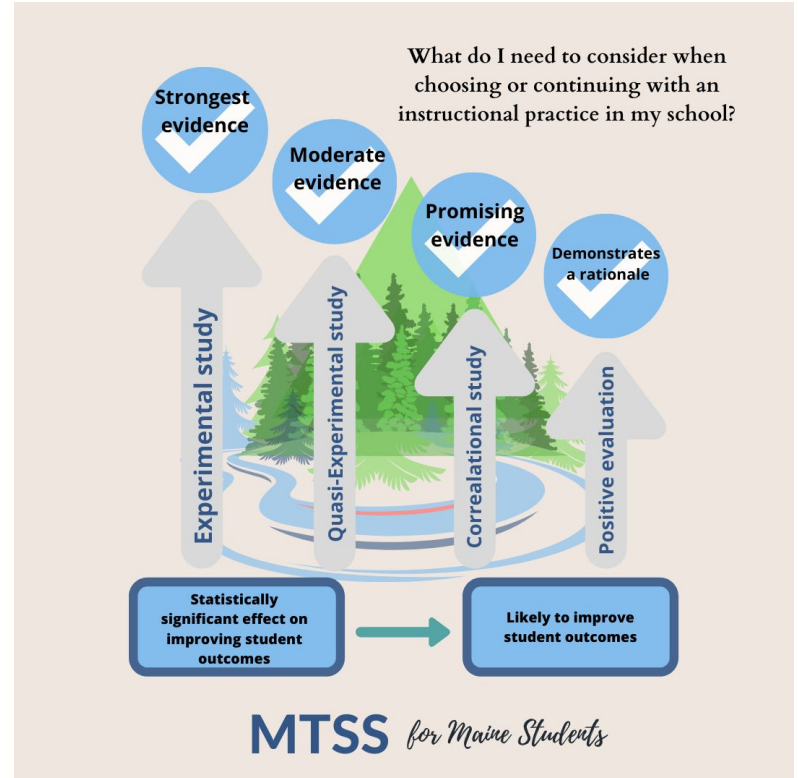 What do I need to consider when
choosing or continuing with an
instructional practice in my school?
Strongest
evidence
Moderate
evidence
Promising
evidence
Demonstrates
a rationale
Experimental study
Quasi-Experimental study
Correalational study
Positive evaluation
Statistically
significant effect on
improving student
outcomes
Likely to improve
student outcomes
MTSS for Maine Students